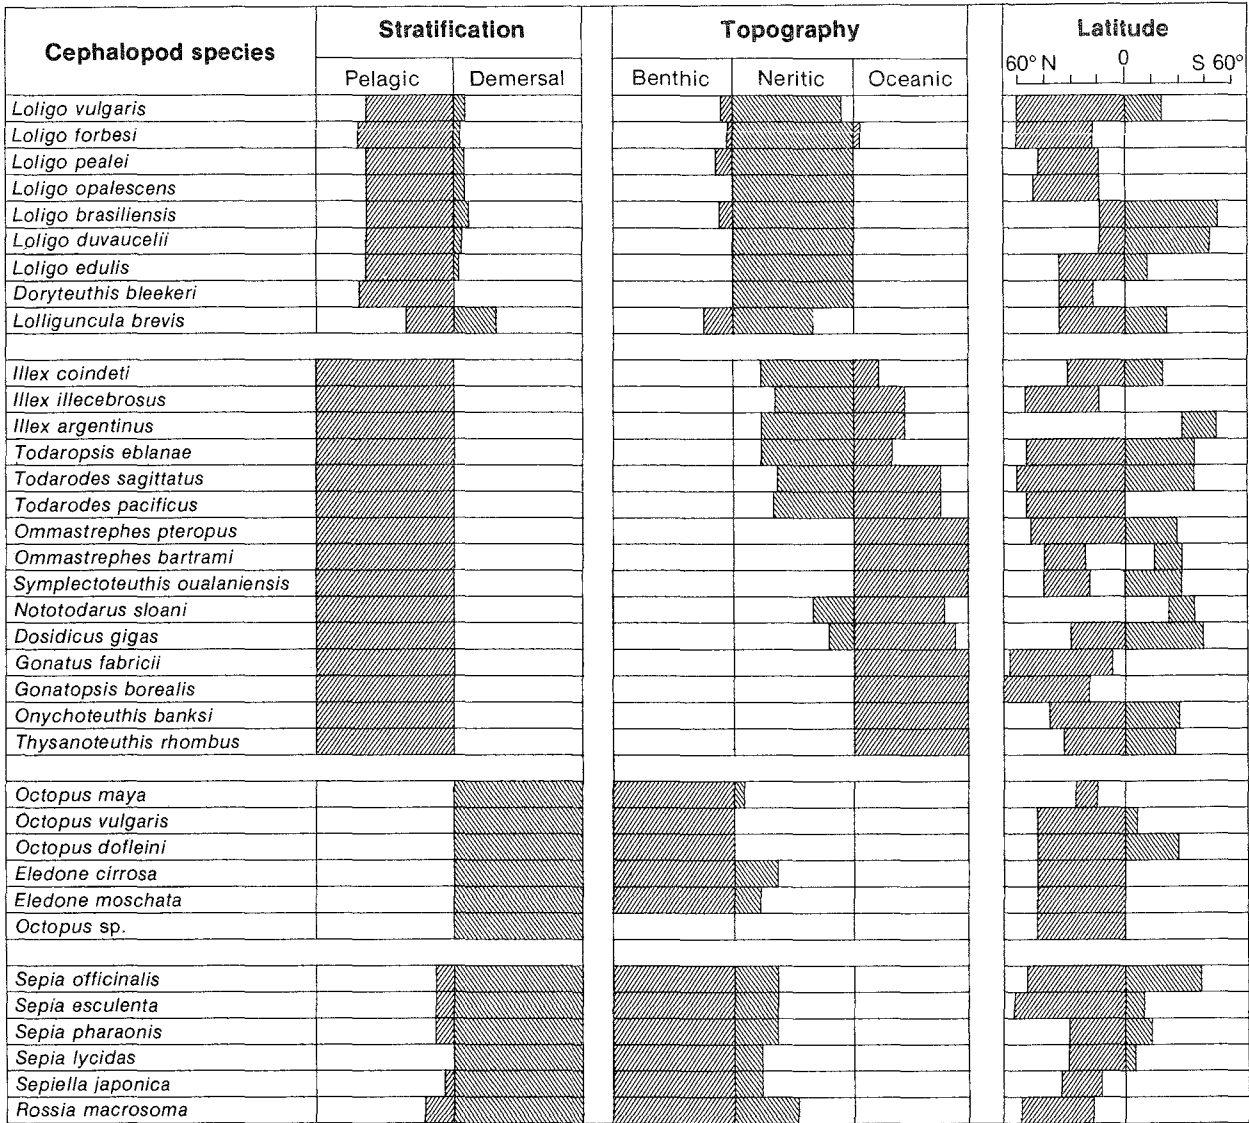 Cephalopod species Stratification Topography Latitude
Pelagic Demersal Benthic Neritic Oceanic 60° N 0 S 60°
Loligo vulgaris
Loligo forbesi
Loligo pealei
Loligo opalescens
Loligo brasiliensis
Loligo duvaucelii
Loligo edulis
Doryteuthis bleekeri
Lolliguncula brevis
Illex coindeti
Illex illecebrosus
Illex argentinus
Todaropsis eblanae
Todarodes sagittatus
Todarodes pacificus
Ommastrephes pteropus
Ommastrephes bartrami
Symplectoteuthis oualaniensis
Nototodarus sloani
Dosidicus gigas
Gonatus fabricii
Gonatopsis borealis
Onychoteuthis banksi
Thysanoteuthis rhombus
Octopus maya
Octopus vulgaris
Octopus dofleini
Eledone cirrosa
Eledone moschata
Octopus sp.
Sepia officinalis
Sepia esculenta
Sepia pharaonis
Sepia lycidas
Sepiella japonica
Rossia macrosoma